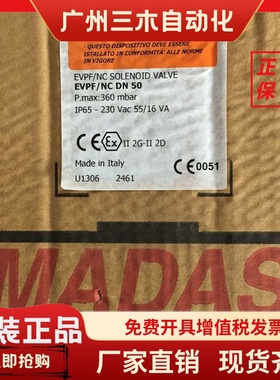 广州三木自动化
QUESTO DISPOSITIVO DEVE ESSERE
ISTALLATO IN CONFORMITÀ ALLE NORME
IN VIGORE
正
保
EVPF/NC SOLENOID VALVE
EVPF/NC DN 50
P.max:360 mbar
IP65 - 230 Vac 55/16 VA
Ex II 2G-II 2D
Made in Italy
CE 0051
U1306 2461
MADAS
装正品
免费开具增值税发票
即抢购
厂家直销 现货